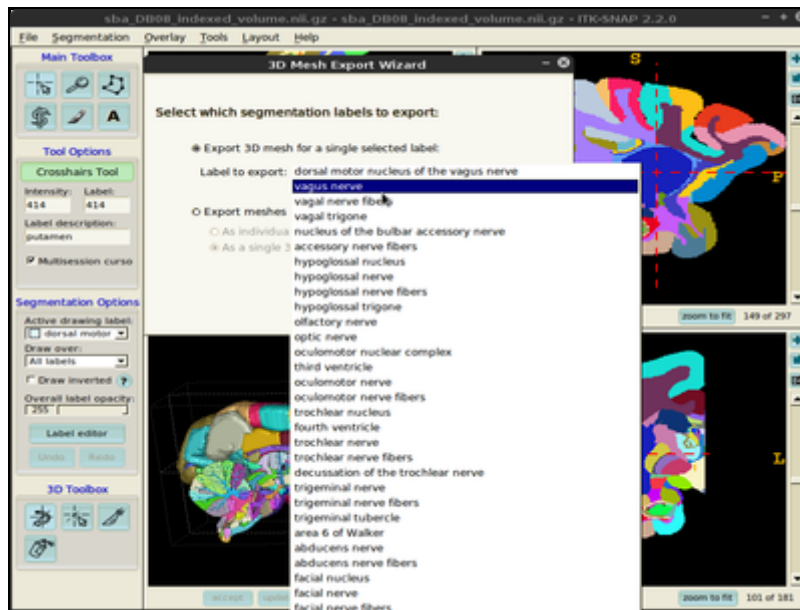 sba_DB08_indexed_volume.nii.gz - sba_DB08_indexed_volume.nii.gz - ITK-SNAP 2.2.0
File Segmentation Overlay Tools Layout Help
Main Toolbox
A
Tool Options
Crosshairs Tool
Intensity: Label:
414 414
Label description:
putamen
Multisession curso
Segmentation Options
Active drawing label:
dorsal motor
Draw over:
All labels
Draw inverted ?
Overall label opacity:
255
Label editor
Undo Redo
3D Toolbox
3D Mesh Export Wizard
Select which segmentation labels to export:
Export 3D mesh for a single selected label:
Label to export: dorsal motor nucleus of the vagus nerve
vagus nerve
vagal nerve fibers
vagal trigone
Export meshes
nucleus of the bulbar accessory nerve
As individua
accessory nerve fibers
As a single 3
hypoglossal nucleus
hypoglossal nerve
hypoglossal nerve fibers
hypoglossal trigone
olfactory nerve
optic nerve
oculomotor nuclear complex
third ventricle
oculomotor nerve
oculomotor nerve fibers
trochlear nucleus
fourth ventricle
trochlear nerve
trochlear nerve fibers
decussation of the trochlear nerve
trigeminal nerve
trigeminal nerve fibers
trigeminal tubercle
area 6 of Walker
abducens nerve
abducens nerve fibers
facial nucleus
facial nerve
facial nerve fibers
accept
S
P
zoom to fit 149 of 297
L
zoom to fit 101 of 181